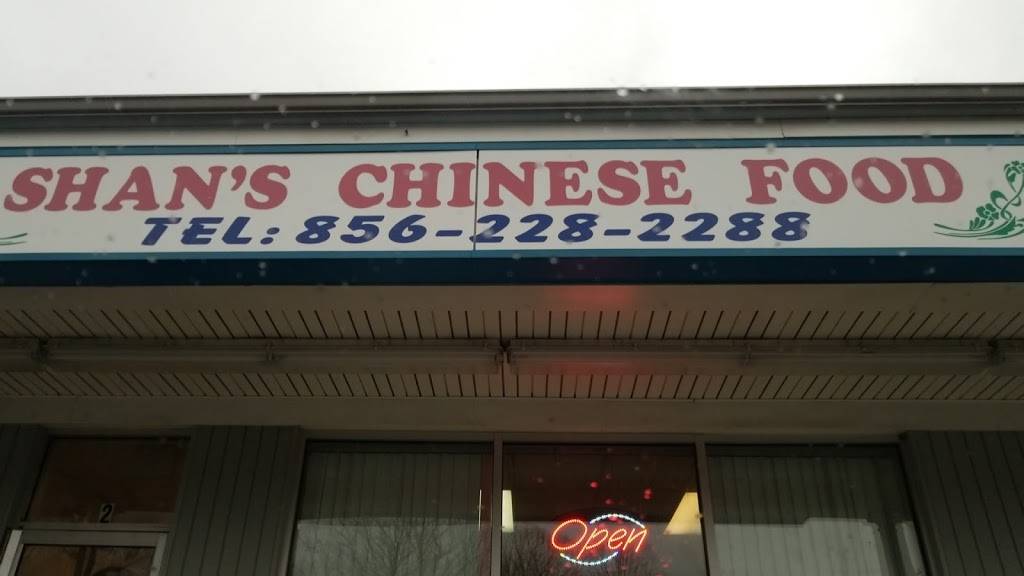 SHAN'S CHINESE FOOD
TEL: 856-228-2288
2
Open